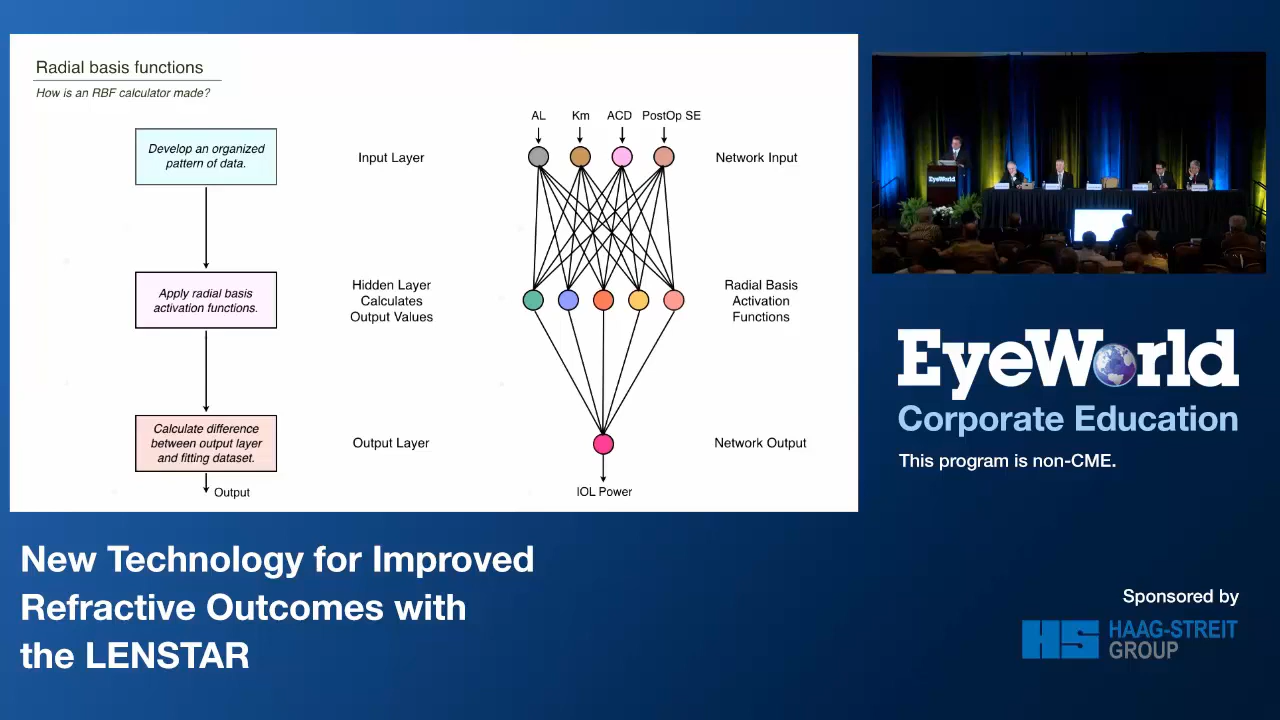 Radial basis functions
How is an RBF calculator made?
Develop an organized
pattern of data.
Apply radial basis
activation functions.
Calculate difference
between output layer
and fitting dataset.
Output
Input Layer
Hidden Layer
Calculates
Output Values
Output Layer
AL Km ACD PostOp SE
IOL Power
Network Input
Radial Basis
Activation
Functions
Network Output
EyeWorld
EyeWorld
Corporate Education
This program is non-CME.
New Technology for Improved
Refractive Outcomes with
the LENSTAR
Sponsored by
HS HAAG-STREIT
GROUP